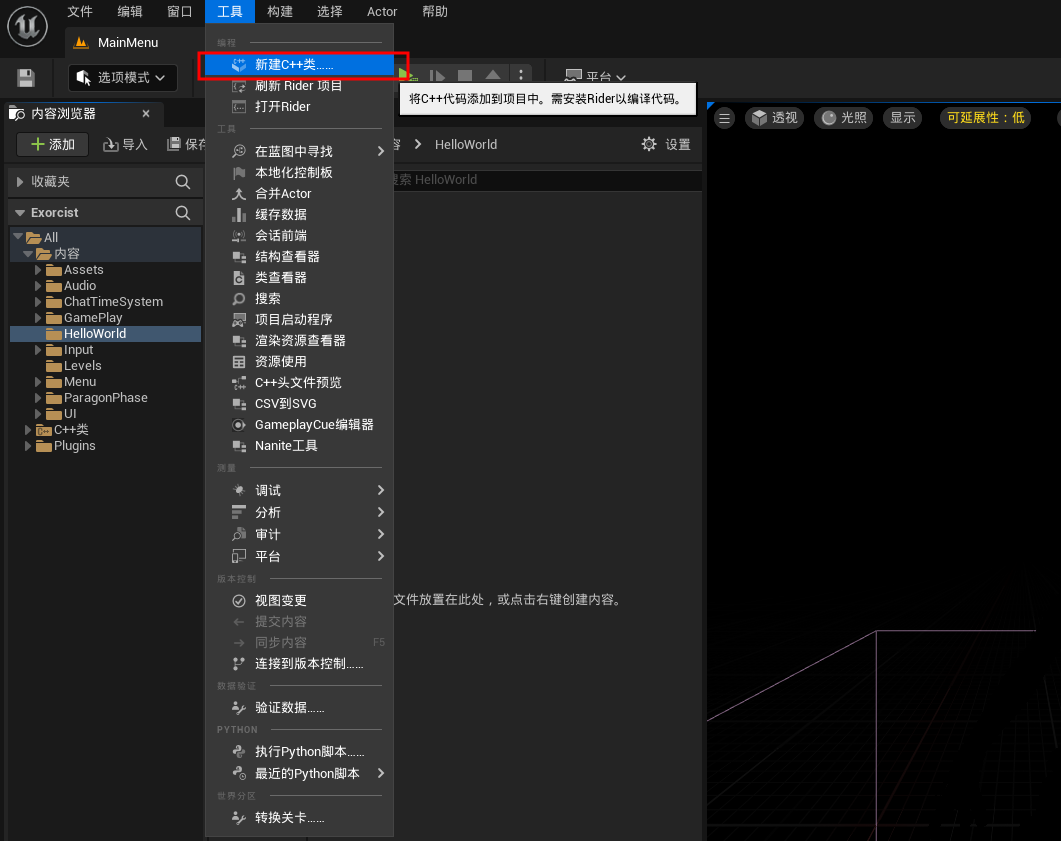 文件 编辑 窗口 工具 构建 选择 Actor 帮助
MainMenu
选项模式
平台
内容浏览器
添加 导入
HelloWorld
设置
收藏夹
搜索 HelloWorld
Exorcist
All
内容
Assets
Audio
ChatTimeSystem
GamePlay
HelloWorld
Input
Levels
Menu
ParagonPhase
UI
C++类
Plugins
编程
新建C++类……
将C++代码添加到项目中。需安装Rider以编译代码。
刷新 Rider 项目
打开Rider
工具
在蓝图中寻找
本地化控制板
合并Actor
缓存数据
会话前端
结构查看器
类查看器
搜索
项目启动程序
渲染资源查看器
资源使用
C++头文件预览
CSV到SVG
GameplayCue编辑器
Nanite工具
测量
调试
分析
审计
平台
版本控制
视图变更
提交内容
同步内容 F5
连接到版本控制……
数据验证
验证数据……
PYTHON
执行Python脚本……
最近的Python脚本
世界分区
转换关卡……
文件放置在此处，或点击右键创建内容。
透视 光照 显示 可延展性：低